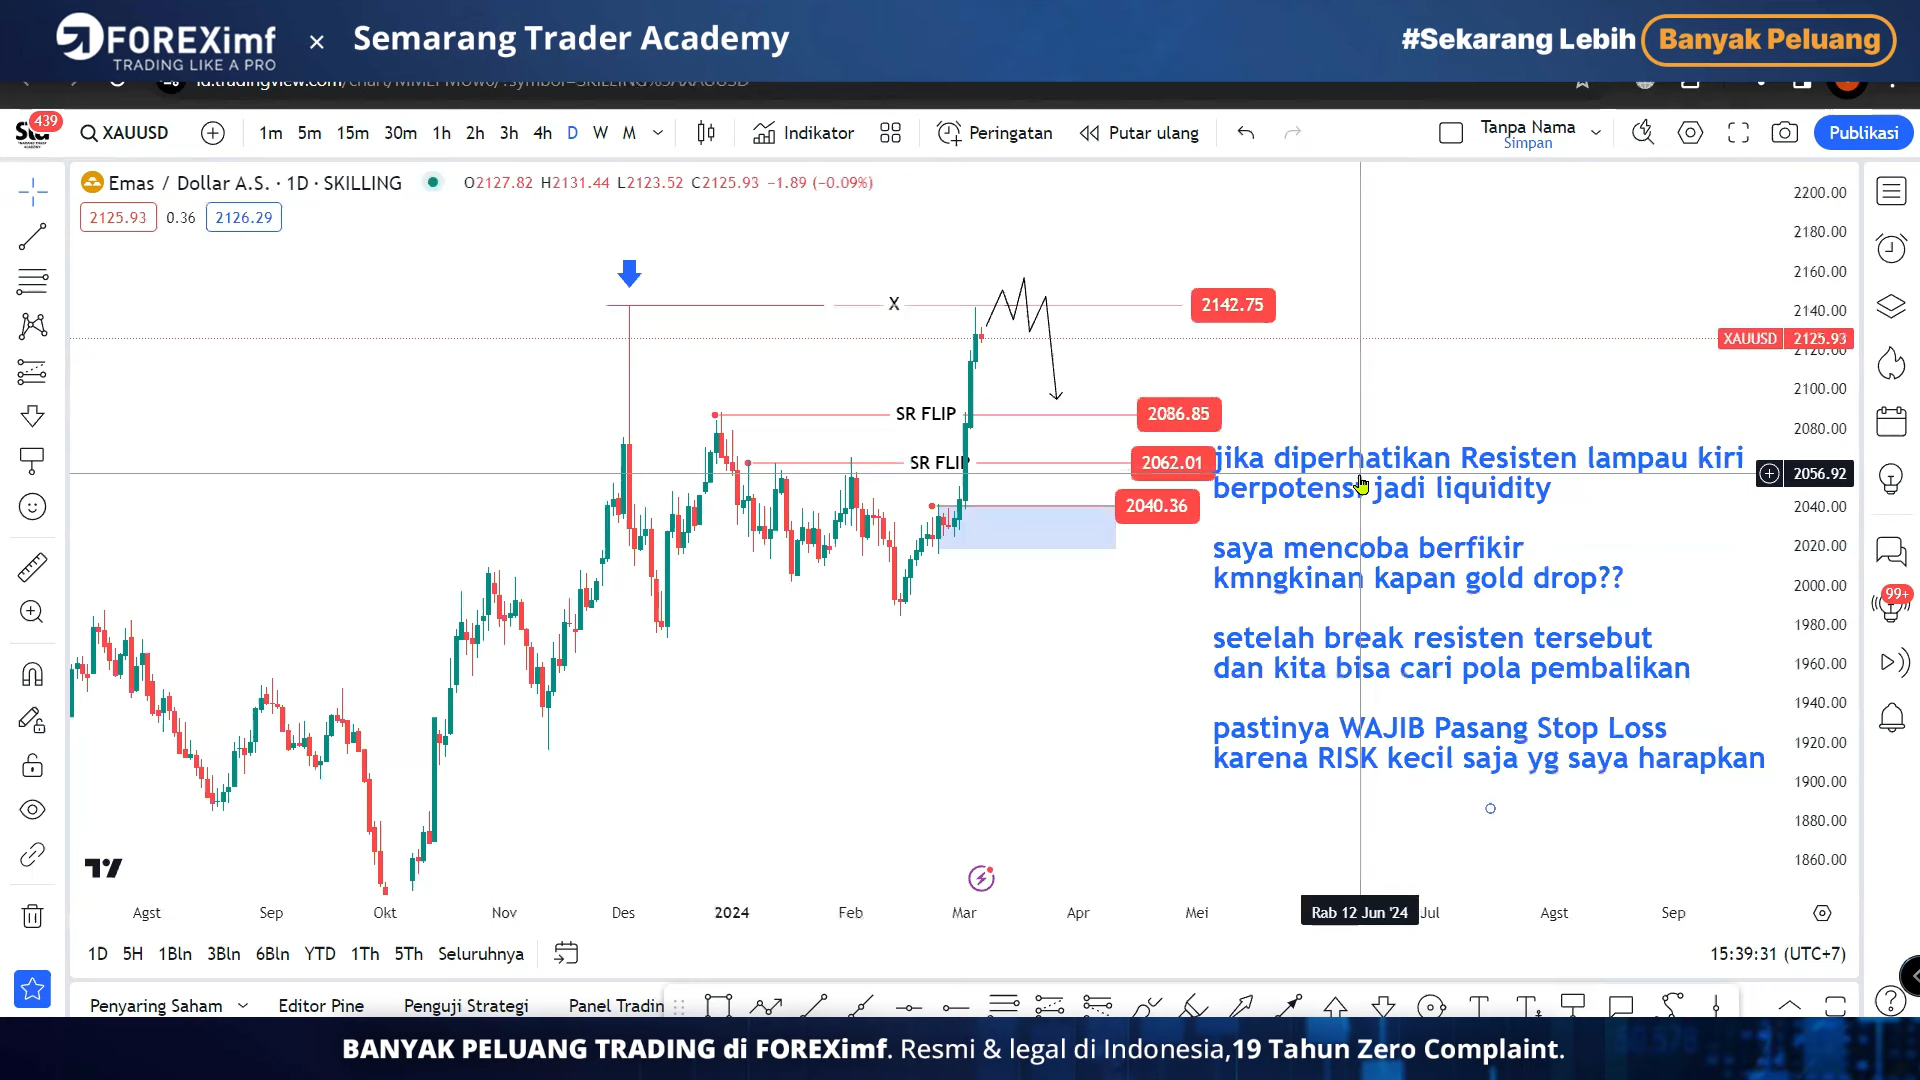 FOREXimf
TRADING LIKE A PRO
×
Semarang Trader Academy
#Sekarang Lebih Banyak Peluang
439
XAUUSD
1m 5m 15m 30m 1h 2h 3h 4h D W M
Indikator
Peringatan
Putar ulang
Tanpa Nama
Simpan
Publikasi
Emas / Dollar A.S. · 1D · SKILLING
O2127.82 H2131.44 L2123.52 C2125.93 −1.89 (−0.09%)
2125.93 0.36 2126.29
X
2142.75
SR FLIP
2086.85
SR FLIP
2062.01
2040.36
jika diperhatikan Resisten lampau kiri
berpotensi jadi liquidity
saya mencoba berfikir
kmngkinan kapan gold drop??
setelah break resisten tersebut
dan kita bisa cari pola pembalikan
pastinya WAJIB Pasang Stop Loss
karena RISK kecil saja yg saya harapkan
2200.00
2180.00
2160.00
2140.00
XAUUSD 2125.93
2120.00
2100.00
2080.00
2056.92
2040.00
2020.00
2000.00
1980.00
1960.00
1940.00
1920.00
1900.00
1880.00
1860.00
99+
Agst Sep Okt Nov Des 2024 Feb Mar Apr Mei Rab 12 Jun '24 Jul Agst Sep
1D 5H 1Bln 3Bln 6Bln YTD 1Th 5Th Seluruhnya
15:39:31 (UTC+7)
Penyaring Saham
Editor Pine
Penguji Strategi
Panel Tradin
BANYAK PELUANG TRADING di FOREXimf. Resmi & legal di Indonesia,19 Tahun Zero Complaint.